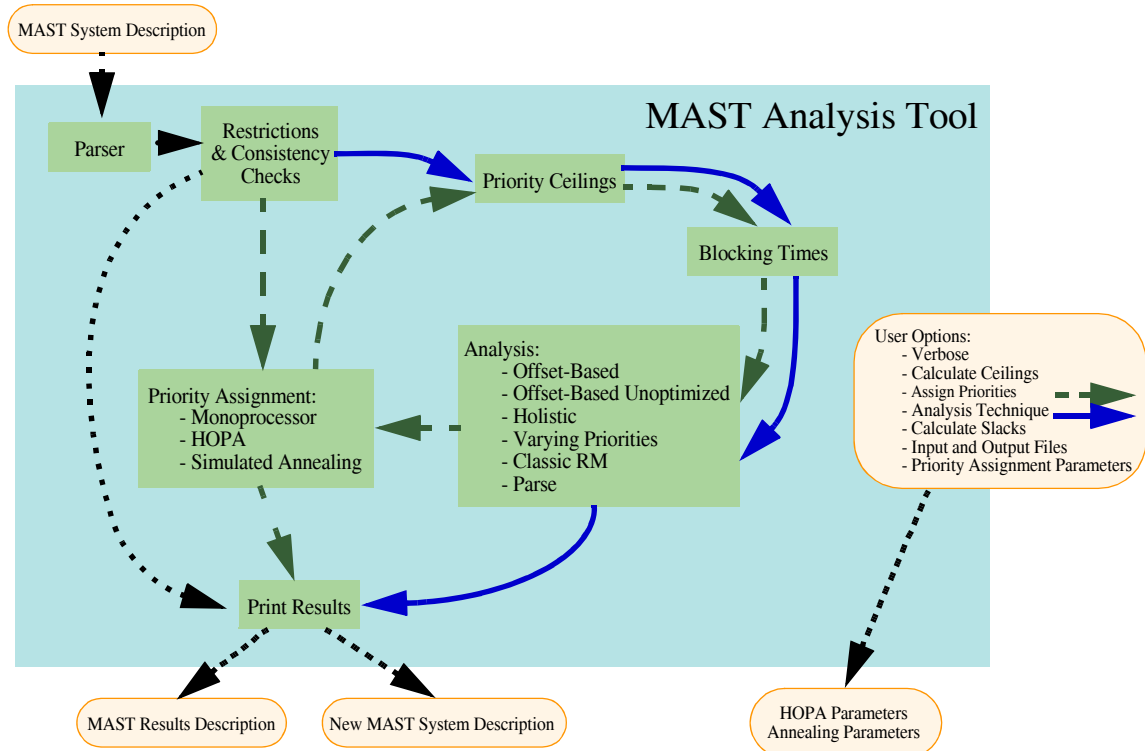 MAST System Description
MAST Analysis Tool
Parser
Restrictions
& Consistency
Checks
Priority Ceilings
Blocking Times
Analysis:
- Offset-Based
- Offset-Based Unoptimized
- Holistic
- Varying Priorities
- Classic RM
- Parse
Priority Assignment:
- Monoprocessor
- HOPA
- Simulated Annealing
User Options:
- Verbose
- Calculate Ceilings
- Assign Priorities
- Analysis Technique
- Calculate Slacks
- Input and Output Files
- Priority Assignment Parameters
Print Results
MAST Results Description
New MAST System Description
HOPA Parameters
Annealing Parameters